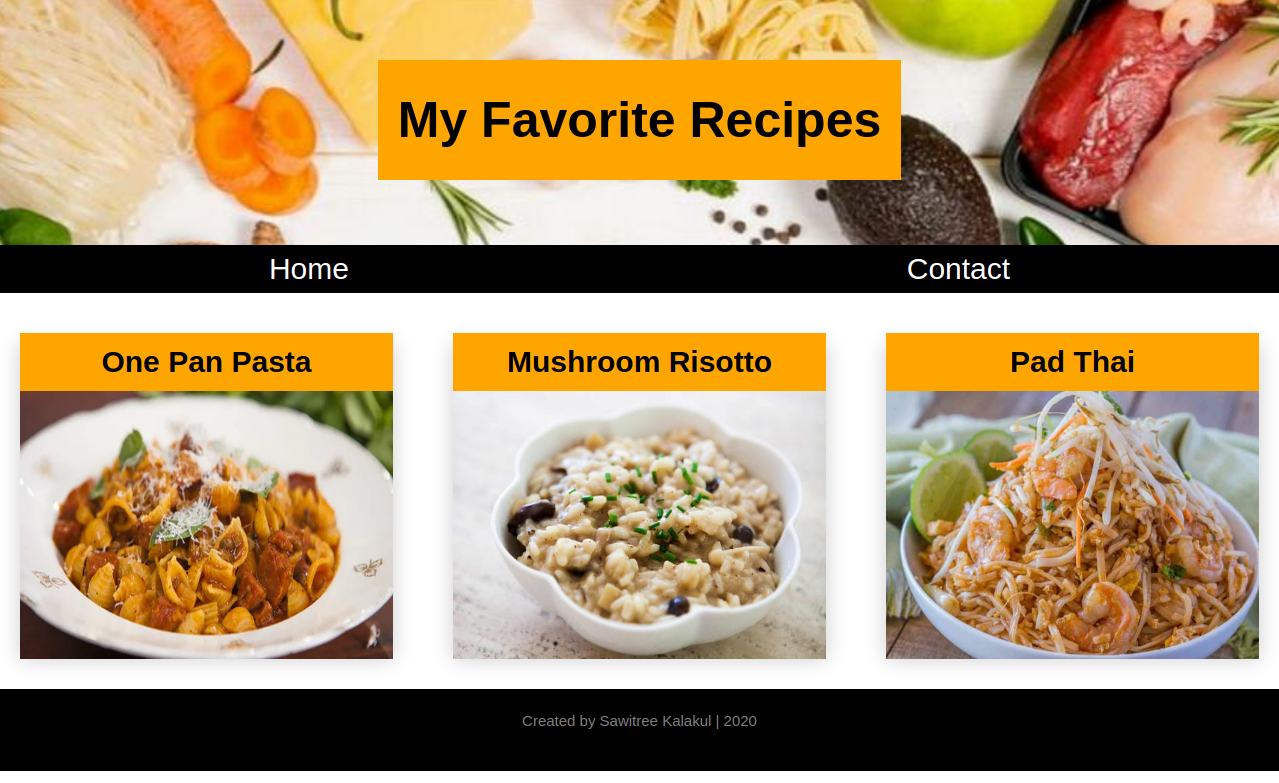 My Favorite Recipes
Home
Contact
One Pan Pasta
Mushroom Risotto
Pad Thai
Created by Sawitree Kalakul | 2020